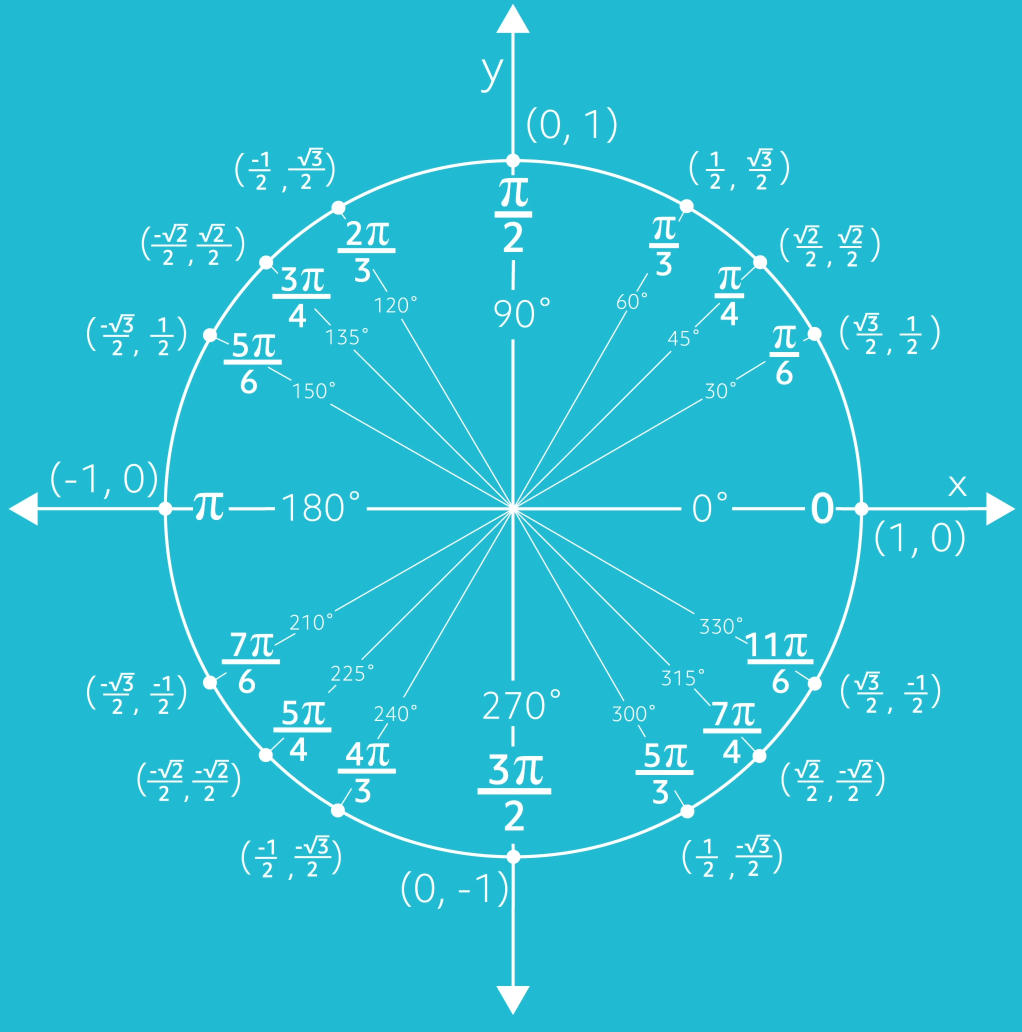 y
(0, 1)
(-1/2, √3/2)
(1/2, √3/2)
π/2
2π/3
π/3
(-√2/2, √2/2)
(√2/2, √2/2)
3π/4
π/4
120°
90°
60°
(-√3/2, 1/2)
(√3/2, 1/2)
5π/6
135°
45°
π/6
150°
30°
(-1, 0)
x
π
180°
0°
0
(1, 0)
210°
330°
7π/6
11π/6
225°
315°
(-√3/2, -1/2)
(√3/2, -1/2)
5π/4
240°
270°
300°
7π/4
4π/3
3π/2
5π/3
(-√2/2, -√2/2)
(√2/2, -√2/2)
(-1/2, -√3/2)
(1/2, -√3/2)
(0, -1)